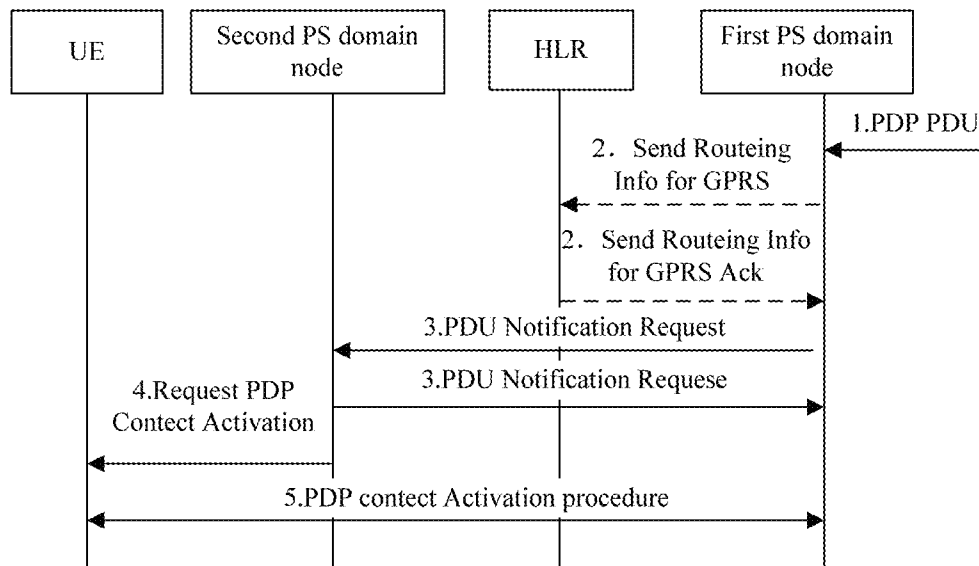 UE
Second PS domain
node
HLR
First PS domain
node
1.PDP PDU
2. Send Routeing
Info for GPRS
2. Send Routeing Info
for GPRS Ack
3.PDU Notification Request
3.PDU Notification Requese
4.Request PDP
Contect Activation
5.PDP contect Activation procedure